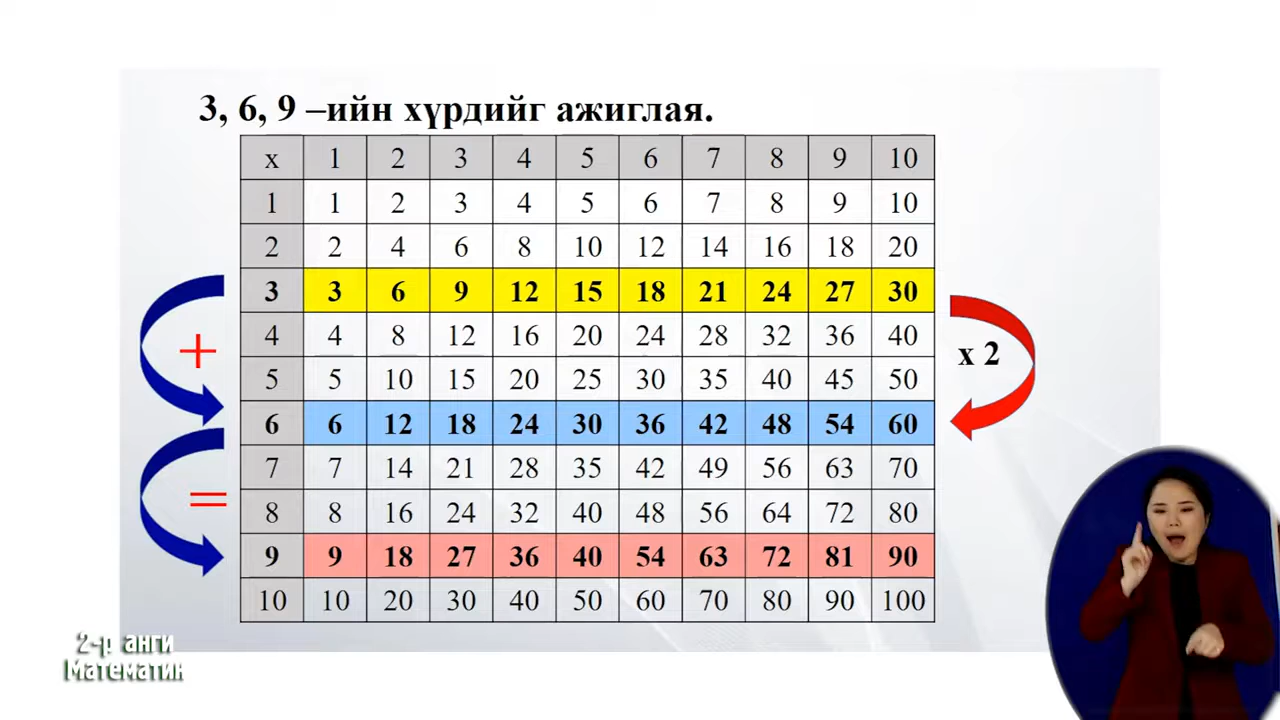 3, 6, 9 –ийн хүрдийг ажиглая.
x 1 2 3 4 5 6 7 8 9 10
1 1 2 3 4 5 6 7 8 9 10
2 2 4 6 8 10 12 14 16 18 20
3 3 6 9 12 15 18 21 24 27 30
+
4 4 8 12 16 20 24 28 32 36 40
x 2
5 5 10 15 20 25 30 35 40 45 50
6 6 12 18 24 30 36 42 48 54 60
7 7 14 21 28 35 42 49 56 63 70
=
8 8 16 24 32 40 48 56 64 72 80
9 9 18 27 36 40 54 63 72 81 90
10 10 20 30 40 50 60 70 80 90 100
2-р анги
Математик